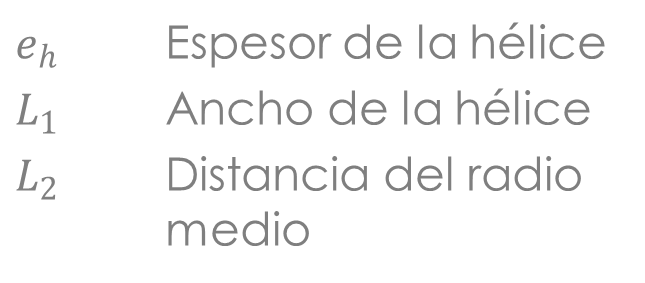 e_h Espesor de la hélice
L_1 Ancho de la hélice
L_2 Distancia del radio
medio